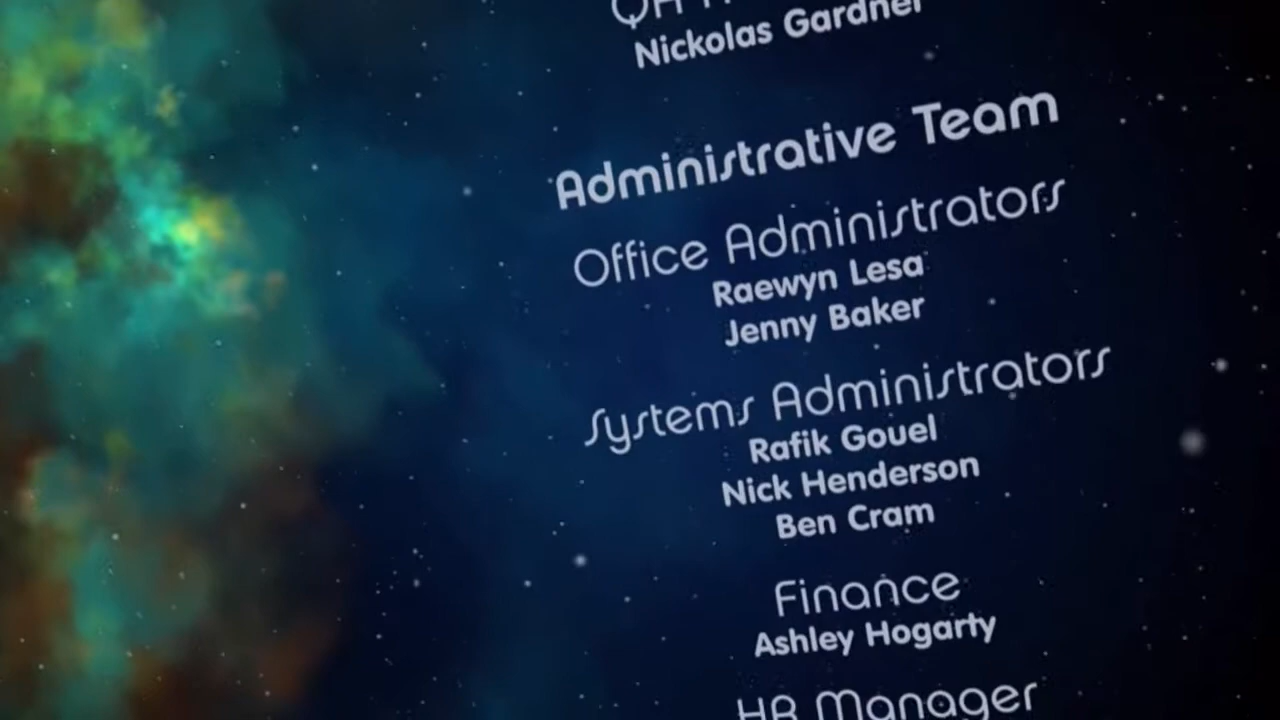 Nickolas Gardner
Administrative Team
Office Administrators
Raewyn Lesa
Jenny Baker
Systems Administrators
Rafik Gouel
Nick Henderson
Ben Cram
Finance
Ashley Hogarty
HR Manager